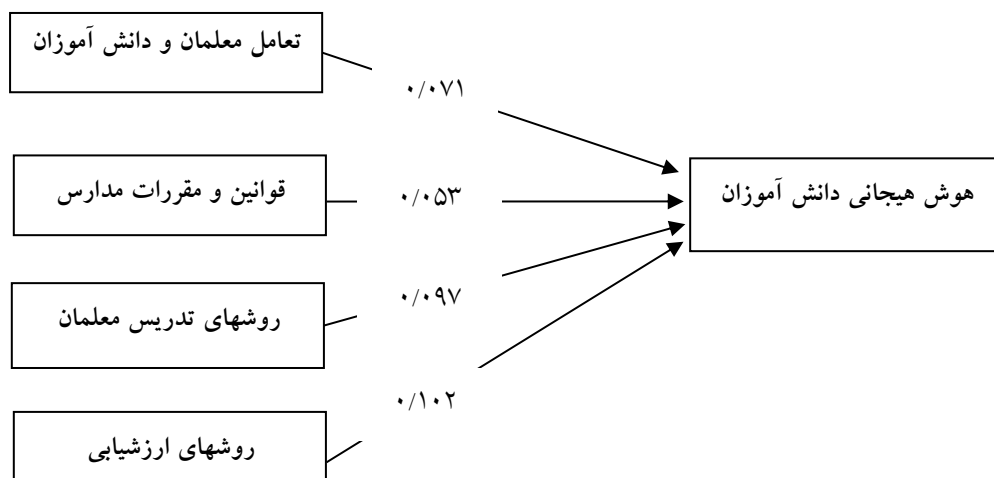 تعامل معلمان و دانش آموزان
۰/۰۷۱
قوانین و مقررات مدارس
۰/۰۵۳
هوش هیجانی دانش آموزان
روشهای تدریس معلمان
۰/۰۹۷
۰/۱۰۲
روشهای ارزشیابی